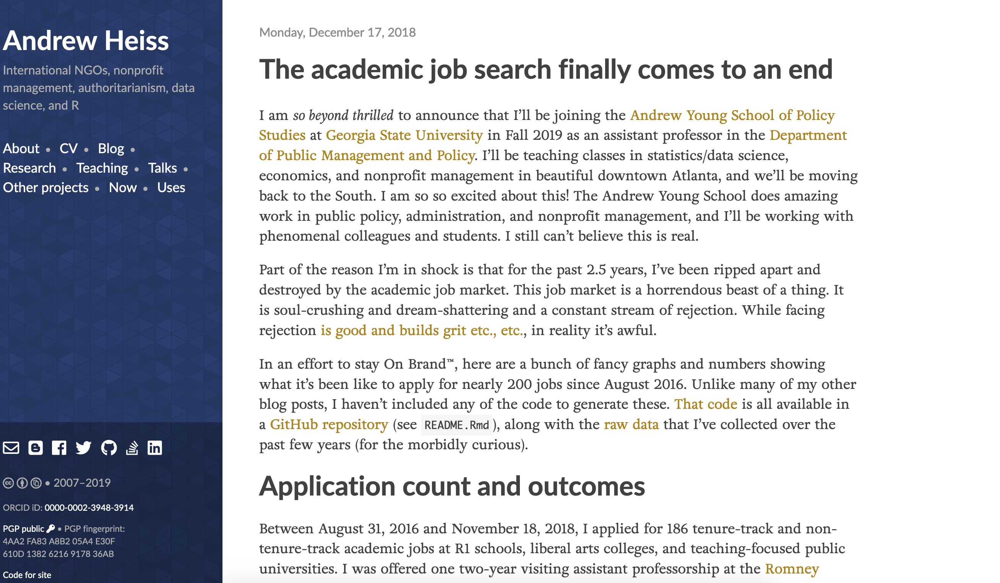 Andrew Heiss
International NGOs, nonprofit
management, authoritarianism, data
science, and R
About • CV • Blog •
Research • Teaching • Talks •
Other projects • Now • Uses
• 2007–2019
ORCID iD: 0000-0002-3948-3914
PGP public • PGP fingerprint:
4AA2 FA83 A8B2 05A4 E30F
610D 1382 6216 9178 36AB
Code for site
Monday, December 17, 2018
The academic job search finally comes to an end
I am so beyond thrilled to announce that I’ll be joining the Andrew Young School of Policy
Studies at Georgia State University in Fall 2019 as an assistant professor in the Department
of Public Management and Policy. I’ll be teaching classes in statistics/data science,
economics, and nonprofit management in beautiful downtown Atlanta, and we’ll be moving
back to the South. I am so so excited about this! The Andrew Young School does amazing
work in public policy, administration, and nonprofit management, and I’ll be working with
phenomenal colleagues and students. I still can’t believe this is real.
Part of the reason I’m in shock is that for the past 2.5 years, I’ve been ripped apart and
destroyed by the academic job market. This job market is a horrendous beast of a thing. It
is soul-crushing and dream-shattering and a constant stream of rejection. While facing
rejection is good and builds grit etc., etc., in reality it’s awful.
In an effort to stay On Brand™, here are a bunch of fancy graphs and numbers showing
what it’s been like to apply for nearly 200 jobs since August 2016. Unlike many of my other
blog posts, I haven’t included any of the code to generate these. That code is all available in
a GitHub repository (see README.Rmd), along with the raw data that I’ve collected over the
past few years (for the morbidly curious).
Application count and outcomes
Between August 31, 2016 and November 18, 2018, I applied for 186 tenure-track and non-
tenure-track academic jobs at R1 schools, liberal arts colleges, and teaching-focused public
universities. I was offered one two-year visiting assistant professorship at the Romney